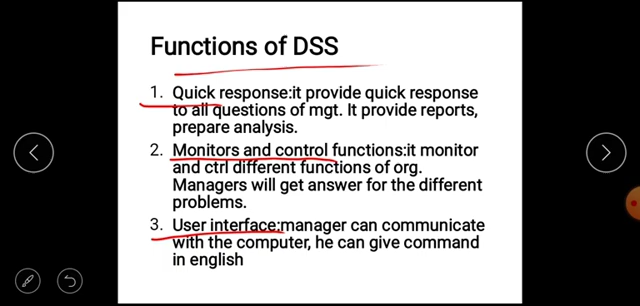 Functions of DSS
1. Quick response:it provide quick response
to all questions of mgt. It provide reports,
prepare analysis.
2. Monitors and control functions:it monitor
and ctrl different functions of org.
Managers will get answer for the different
problems.
3. User interface:manager can communicate
with the computer, he can give command
in english